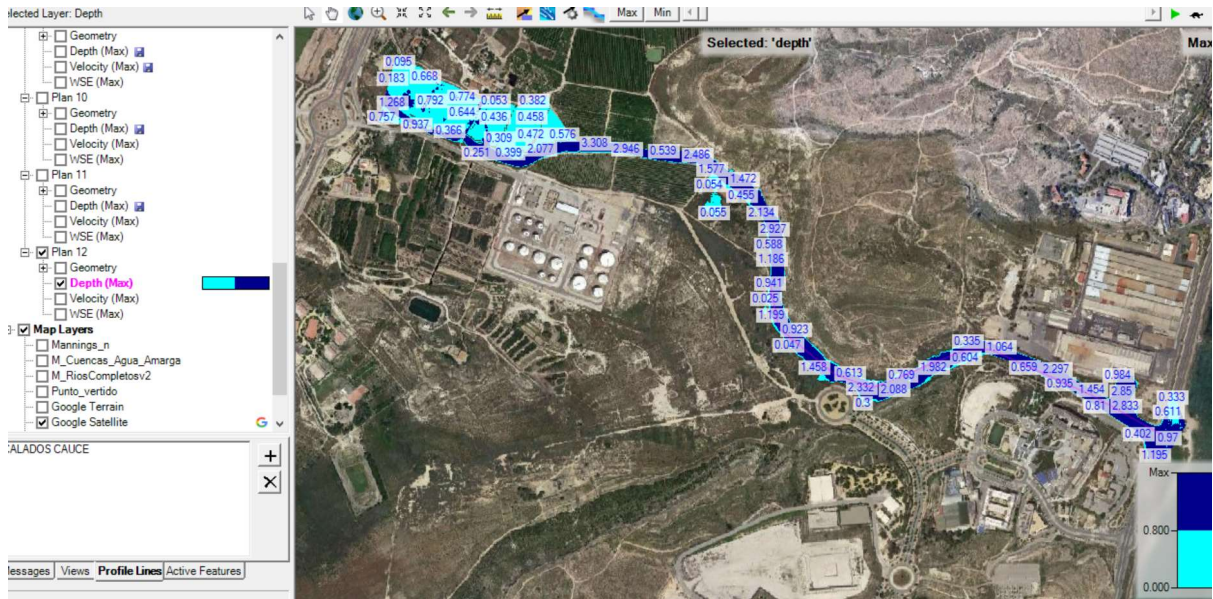 elected Layer: Depth
Max
Min
Geometry
Depth (Max)
Velocity (Max)
WSE (Max)
Plan 10
Geometry
Depth (Max)
Velocity (Max)
WSE (Max)
Plan 11
Geometry
Depth (Max)
Velocity (Max)
WSE (Max)
Plan 12
Geometry
Depth (Max)
Velocity (Max)
WSE (Max)
Map Layers
Mannings_n
M_Cuencas_Agua_Amarga
M_RiosCompletosv2
Punto_vertido
Google Terrain
Google Satellite
G
ALADOS CAUCE
essages Views Profile Lines Active Features
Selected: 'depth'
Max
0.095
0.183 0.668
1.268 0.792 0.774 0.053 0.382
0.757 0.644 0.436 0.458
0.937 0.366 0.309 0.472 0.576
0.251 0.399 2.077 3.308 2.946 0.539 2.486
1.577
0.054 1.472
0.455
0.055 2.134
2.927
0.588
1.186
0.941
0.025
1.199
0.923
0.047
1.458 0.613
2.332 2.088
0.3
0.769
1.982
0.335 1.064
0.604
0.659 2.297
0.935
1.454
0.984
2.85
0.81 2.833
0.333
0.611
0.402 0.97
1.195
Max
0.800
0.000